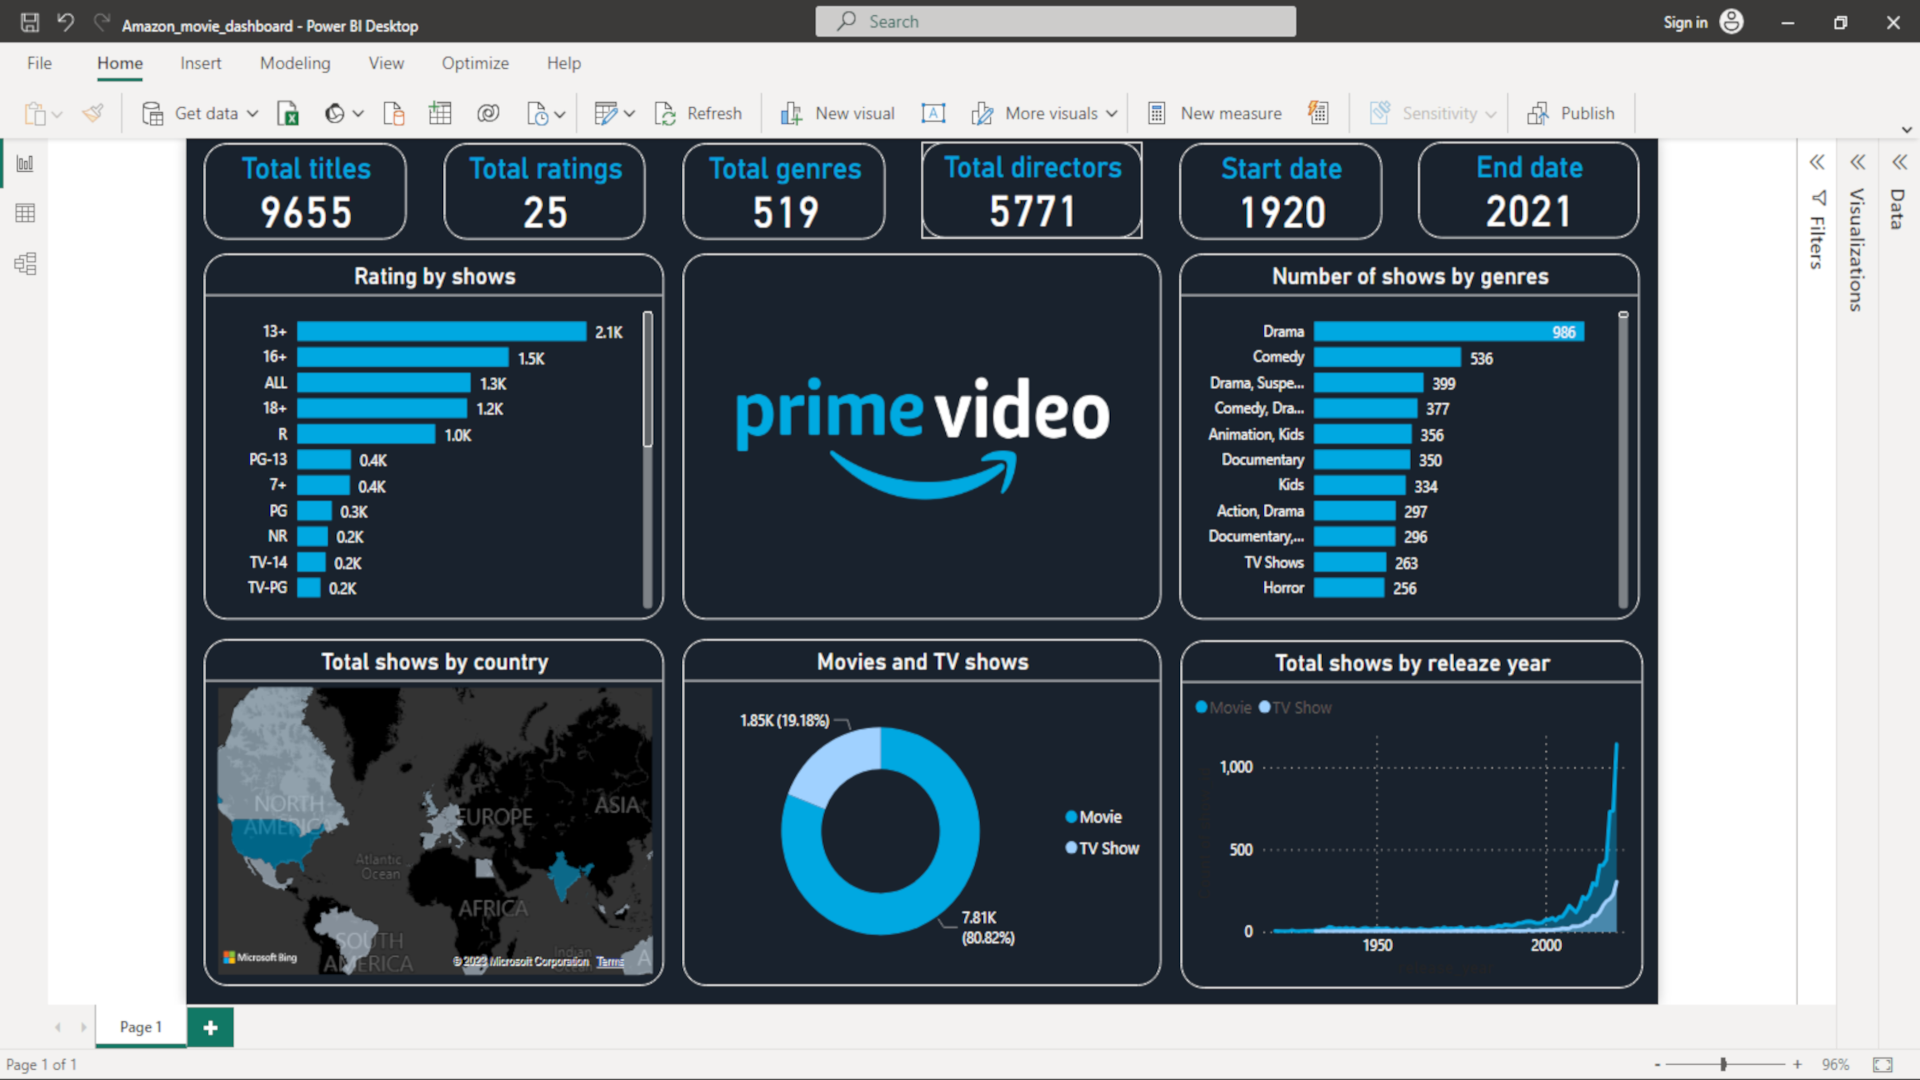 Amazon_movie_dashboard - Power BI Desktop
Search
Sign in
File Home Insert Modeling View Optimize Help
Get data
Refresh
New visual
More visuals
New measure
Sensitivity
Publish
Total titles
9655
Total ratings
25
Total genres
519
Total directors
5771
Start date
1920
End date
2021
Filters
Visualizations
Data
Rating by shows
13+ 2.1K
16+ 1.5K
ALL 1.3K
18+ 1.2K
R 1.0K
PG-13 0.4K
7+ 0.4K
PG 0.3K
NR 0.2K
TV-14 0.2K
TV-PG 0.2K
prime video
Number of shows by genres
Drama 986
Comedy 536
Drama, Suspe... 399
Comedy, Dra... 377
Animation, Kids 356
Documentary 350
Kids 334
Action, Drama 297
Documentary,... 296
TV Shows 263
Horror 256
Total shows by country
NORTH
AMERICA
EUROPE
ASIA
Atlantic
Ocean
AFRICA
SOUTH
AMERICA
Indian
Microsoft Bing
© 2023 Microsoft Corporation Terms
Movies and TV shows
1.85K (19.18%)
7.81K
(80.82%)
Movie
TV Show
Total shows by releaze year
Movie TV Show
1,000
500
0
1950 2000
Page 1
Page 1 of 1
- + 96%